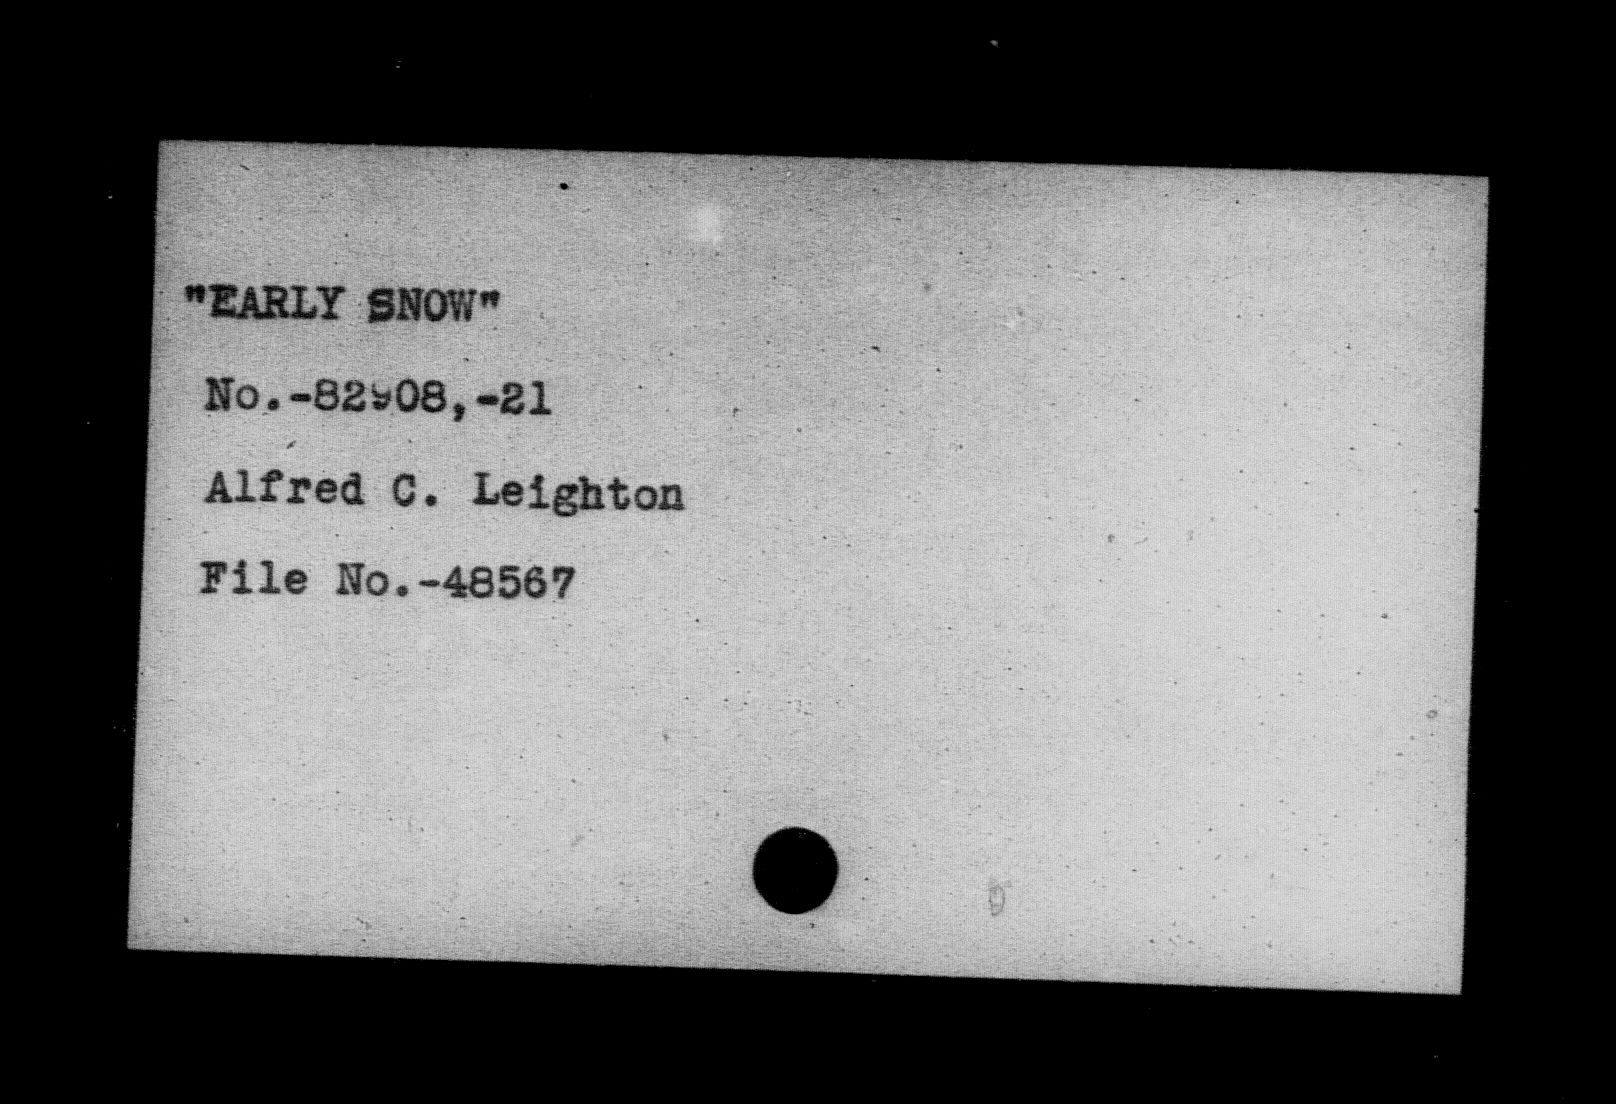 "EARLY SNOW"
No.-82908,-21
Alfred C. Leighton
File No.-48567